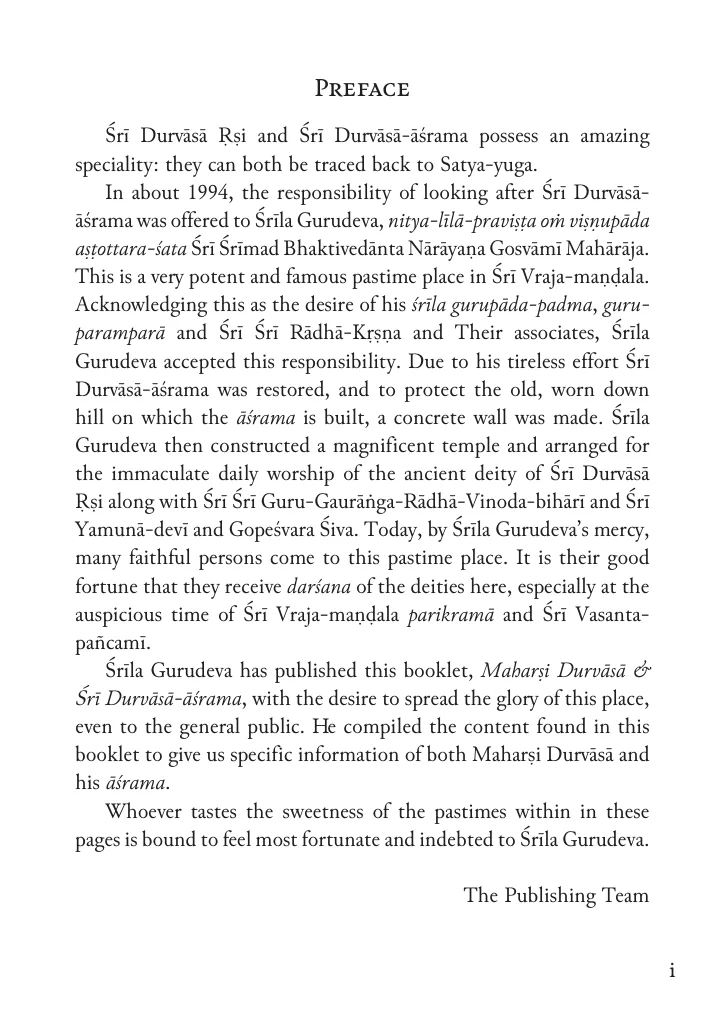 PREFACE
Śrī Durvāsā Ṛṣi and Śrī Durvāsā-āśrama possess an amazing
speciality: they can both be traced back to Satya-yuga.
In about 1994, the responsibility of looking after Śrī Durvāsā-
āśrama was offered to Śrīla Gurudeva, nitya-līlā-praviṣṭa oṁ viṣṇupāda
aṣṭottara-śata Śrī Śrīmad Bhaktivedānta Nārāyaṇa Gosvāmī Mahārāja.
This is a very potent and famous pastime place in Śrī Vraja-maṇḍala.
Acknowledging this as the desire of his śrīla gurupāda-padma, guru-
paramparā and Śrī Śrī Rādhā-Kṛṣṇa and Their associates, Śrīla
Gurudeva accepted this responsibility. Due to his tireless effort Śrī
Durvāsā-āśrama was restored, and to protect the old, worn down
hill on which the āśrama is built, a concrete wall was made. Śrīla
Gurudeva then constructed a magnificent temple and arranged for
the immaculate daily worship of the ancient deity of Śrī Durvāsā
Ṛṣi along with Śrī Śrī Guru-Gaurāṅga-Rādhā-Vinoda-bihārī and Śrī
Yamunā-devī and Gopeśvara Śiva. Today, by Śrīla Gurudeva’s mercy,
many faithful persons come to this pastime place. It is their good
fortune that they receive darśana of the deities here, especially at the
auspicious time of Śrī Vraja-maṇḍala parikramā and Śrī Vasanta-
pañcamī.
Śrīla Gurudeva has published this booklet, Maharṣi Durvāsā &
Śrī Durvāsā-āśrama, with the desire to spread the glory of this place,
even to the general public. He compiled the content found in this
booklet to give us specific information of both Maharṣi Durvāsā and
his āśrama.
Whoever tastes the sweetness of the pastimes within in these
pages is bound to feel most fortunate and indebted to Śrīla Gurudeva.
The Publishing Team
i